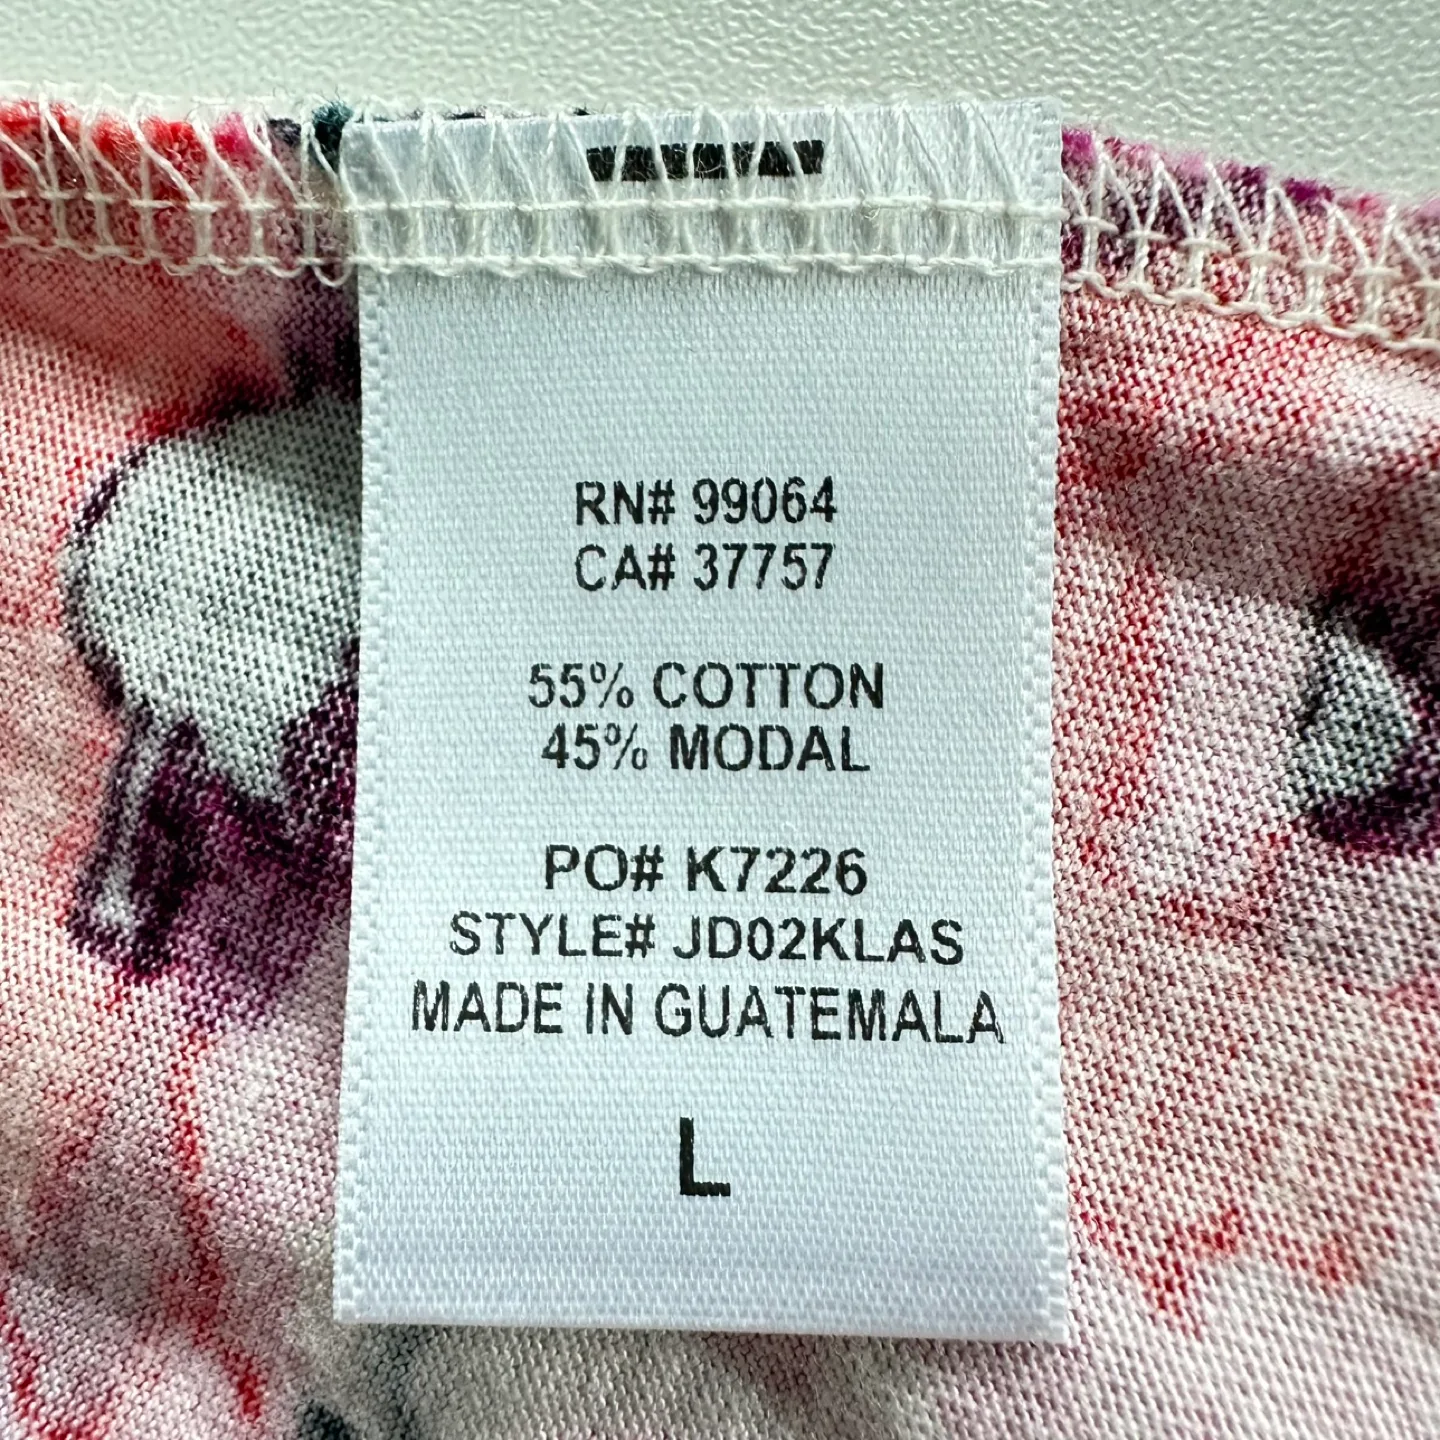 RN# 99064
CA# 37757
55% COTTON
45% MODAL
PO# K7226
STYLE# JD02KLAS
MADE IN GUATEMALA
L